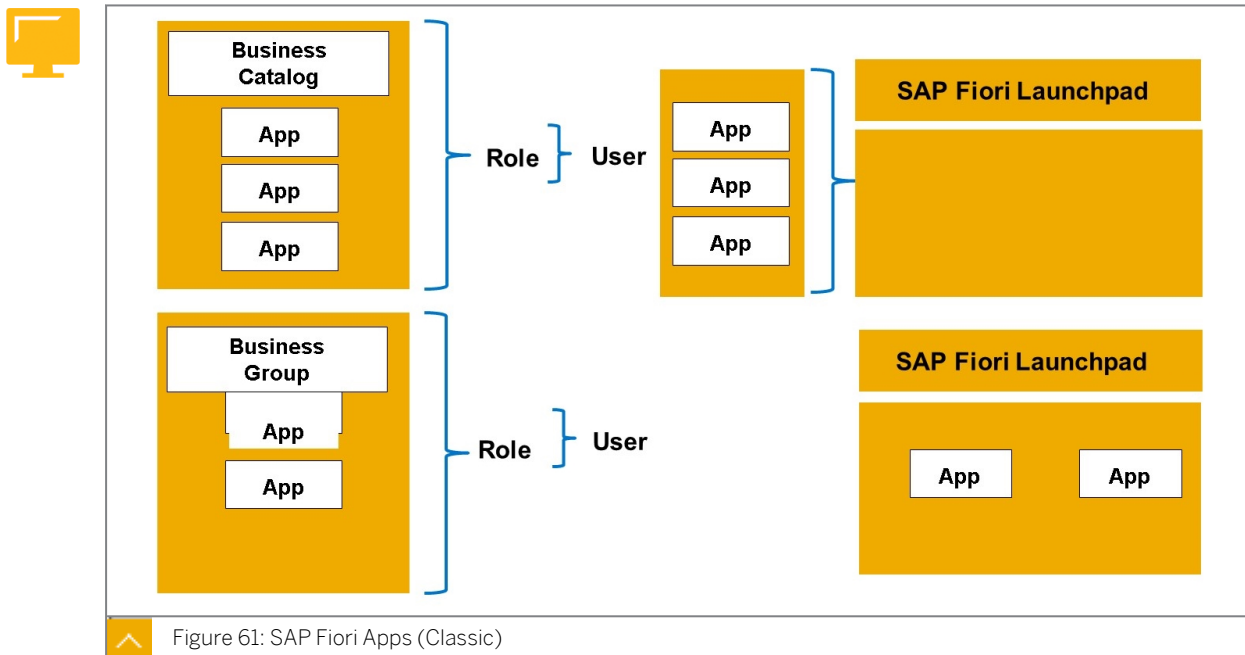 Business
Catalog
App
App
App
Role
User
App
App
App
SAP Fiori Launchpad
Business
Group
App
App
Role
User
SAP Fiori Launchpad
App
App
Figure 61: SAP Fiori Apps (Classic)